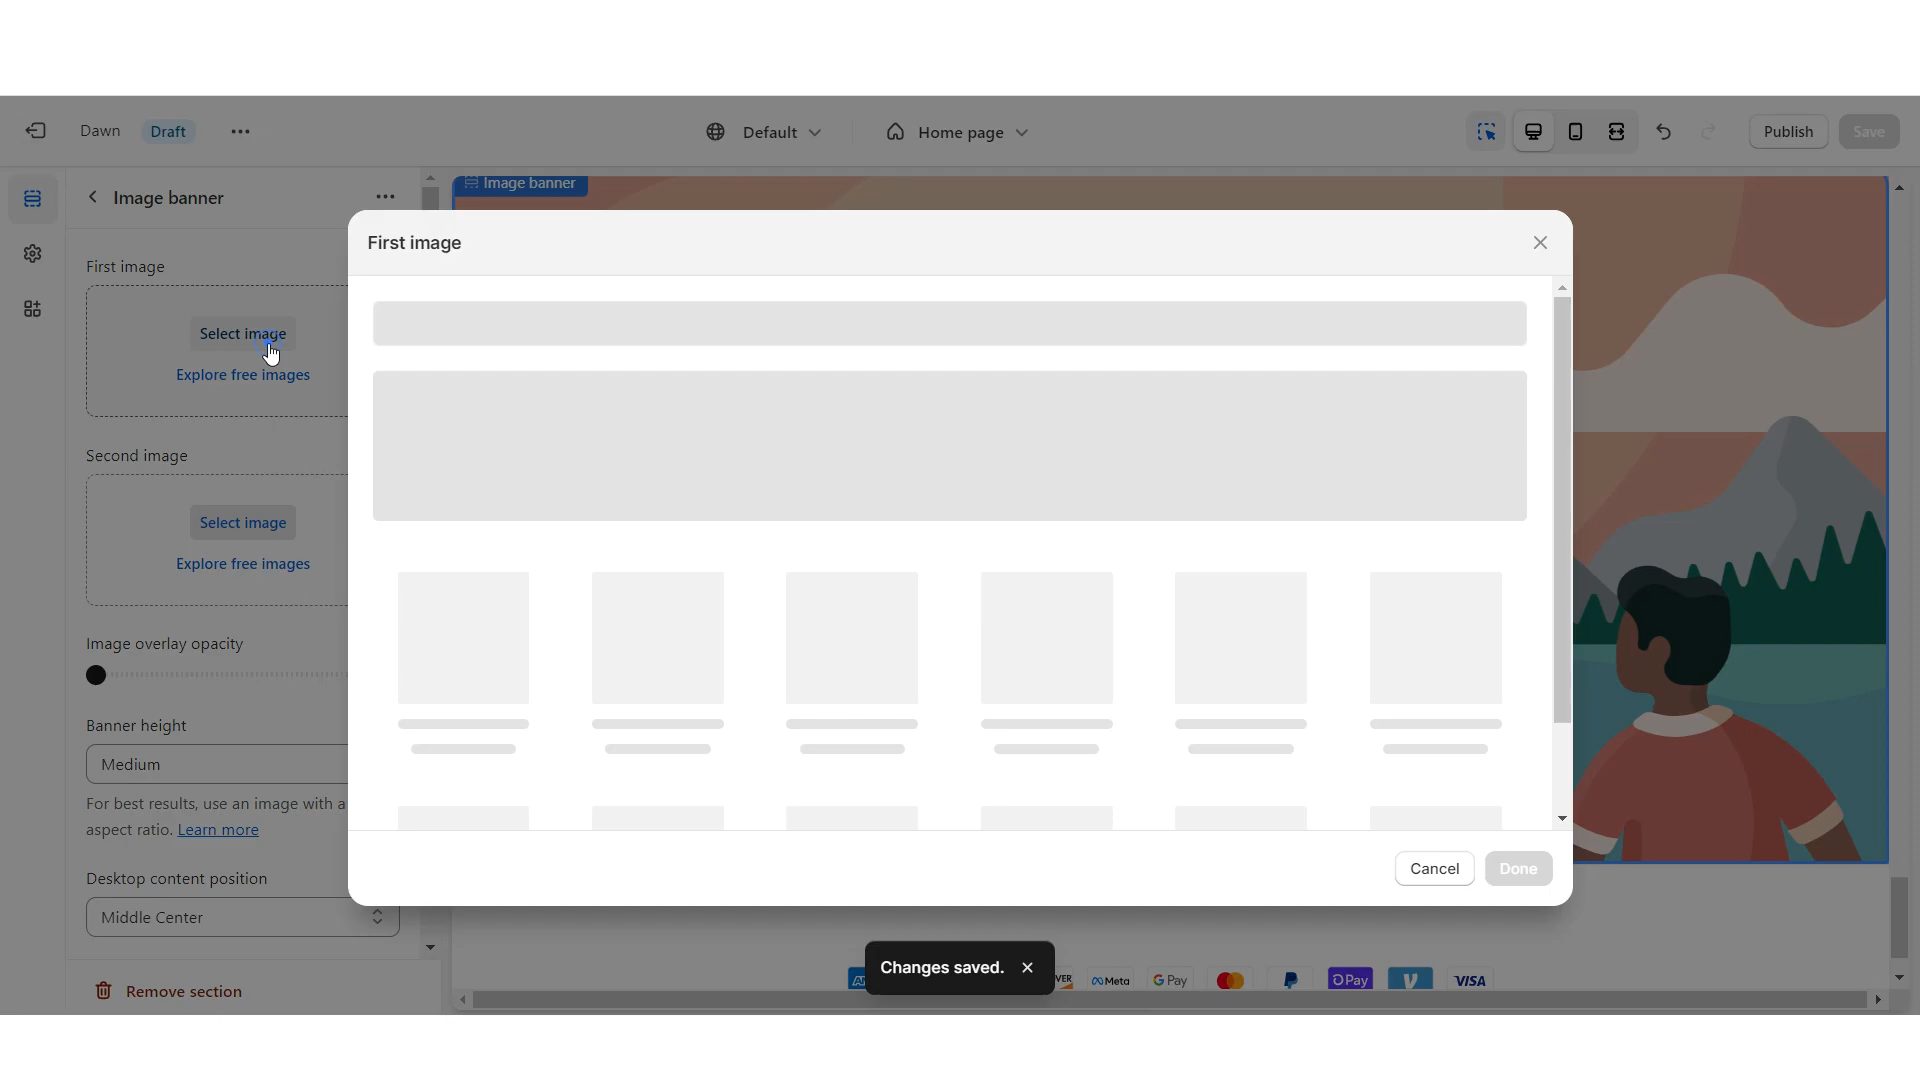 Dawn
Draft
Default
Home page
Publish
Save
Image banner
Image banner
First image
First image
Select image
Explore free images
Second image
Select image
Explore free images
Image overlay opacity
Banner height
Medium
For best results, use an image with a
aspect ratio. Learn more
Desktop content position
Middle Center
Remove section
Cancel
Done
Changes saved.
VER
Meta
G Pay
Pay
VISA